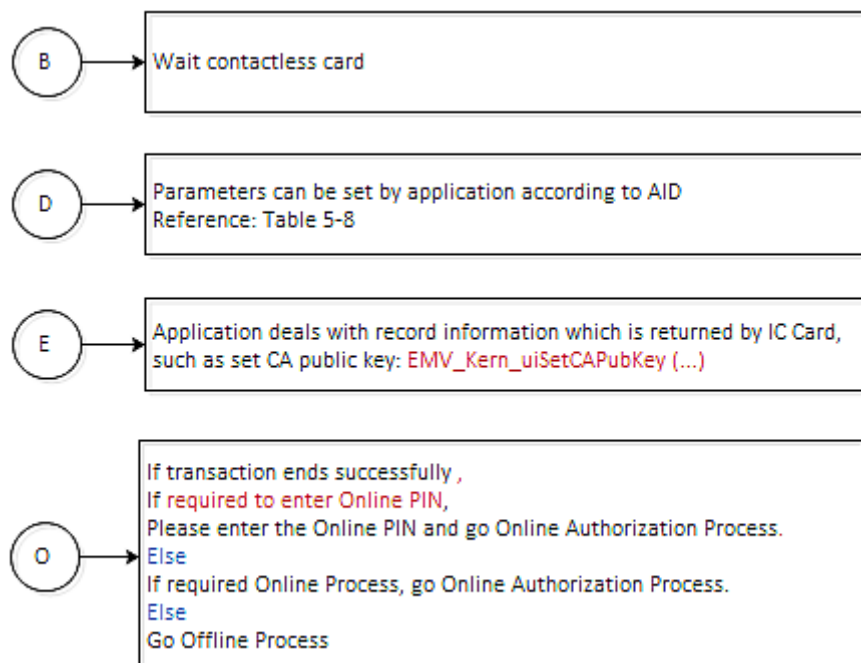 B
Wait contactless card
D
Parameters can be set by application according to AID
Reference: Table 5-8
E
Application deals with record information which is returned by IC Card,
such as set CA public key: EMV_Kern_uiSetCAPubKey (...)
O
If transaction ends successfully ,
If required to enter Online PIN,
Please enter the Online PIN and go Online Authorization Process.
Else
If required Online Process, go Online Authorization Process.
Else
Go Offline Process